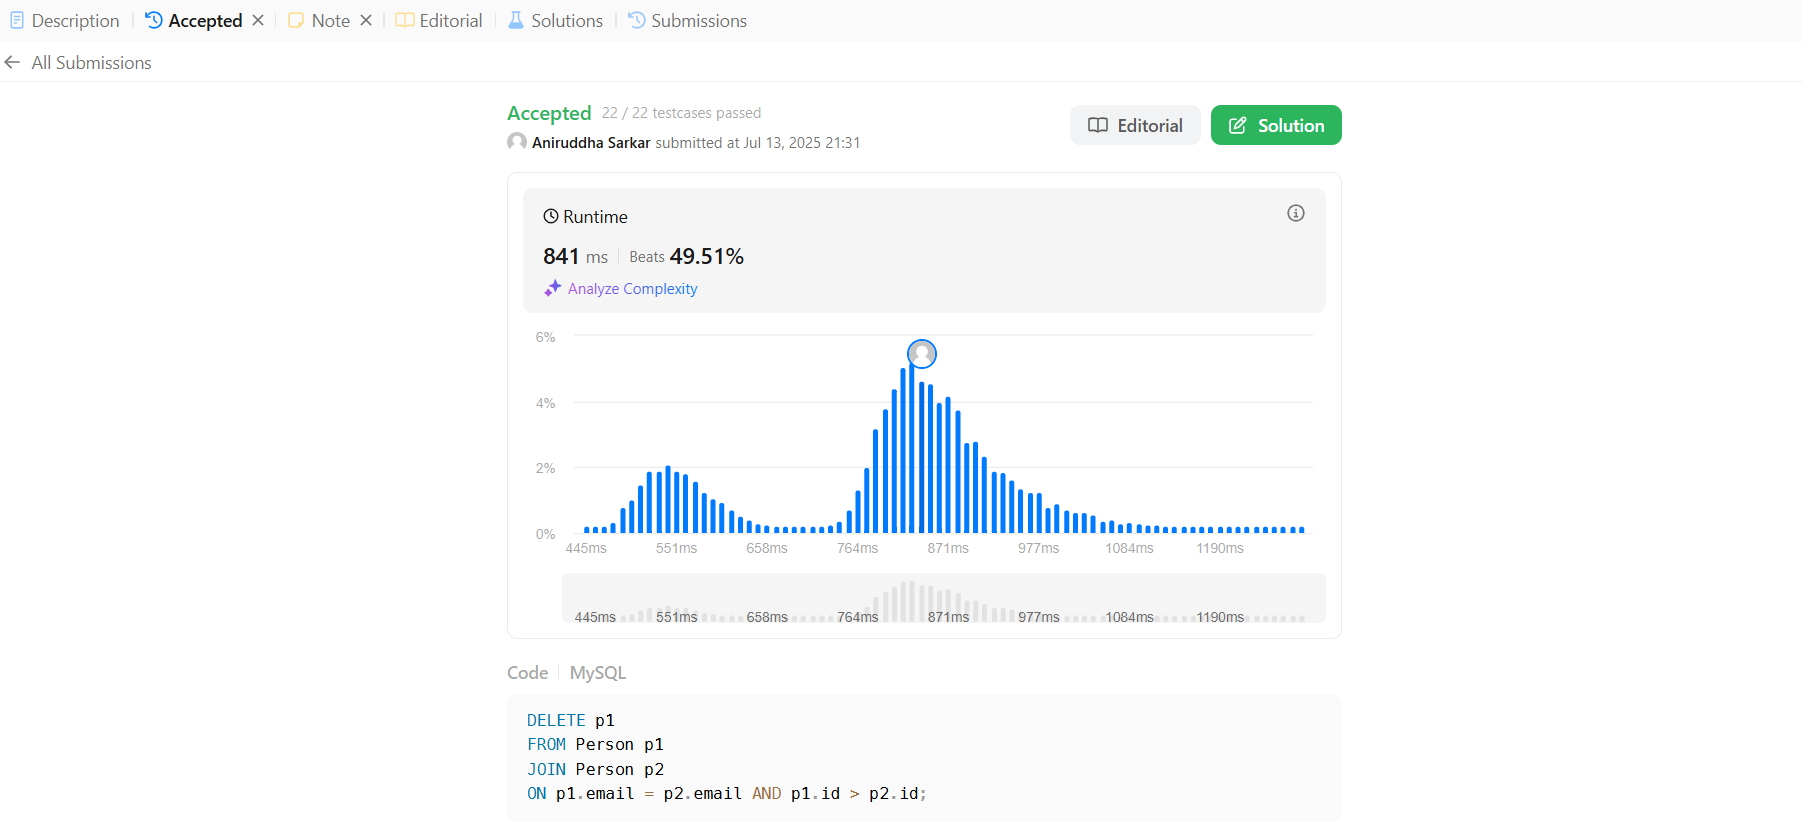 Description Accepted Note Editorial Solutions Submissions
All Submissions
Accepted 22 / 22 testcases passed
Aniruddha Sarkar submitted at Jul 13, 2025 21:31
Editorial
Solution
Runtime
841 ms Beats 49.51%
Analyze Complexity
6%
4%
2%
0%
445ms 551ms 658ms 764ms 871ms 977ms 1084ms 1190ms
445ms 551ms 658ms 764ms 871ms 977ms 1084ms 1190ms
Code MySQL
DELETE p1
FROM Person p1
JOIN Person p2
ON p1.email = p2.email AND p1.id > p2.id;